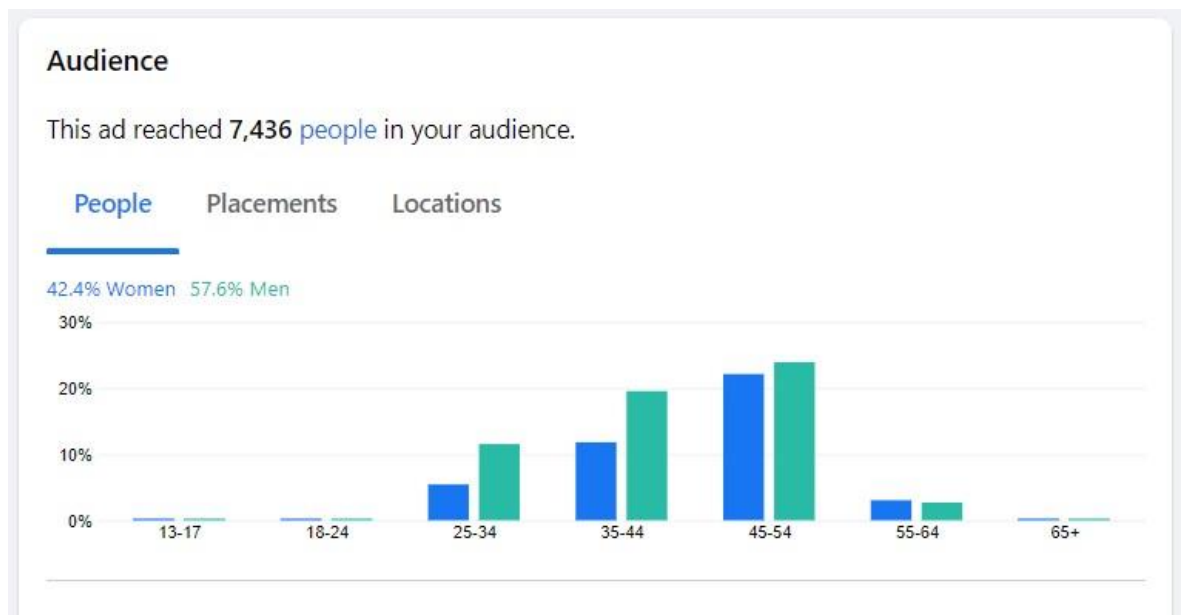 Audience
This ad reached 7,436 people in your audience.
People Placements Locations
42.4% Women 57.6% Men
30%
20%
10%
0%
13-17 18-24 25-34 35-44 45-54 55-64 65+